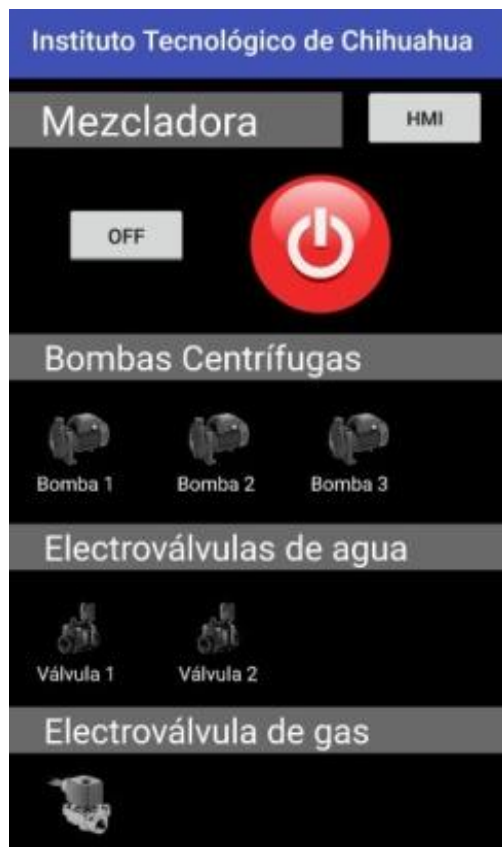 Instituto Tecnológico de Chihuahua
Mezcladora
HMI
OFF
Bombas Centrífugas
Bomba 1
Bomba 2
Bomba 3
Electroválvulas de agua
Válvula 1
Válvula 2
Electroválvula de gas